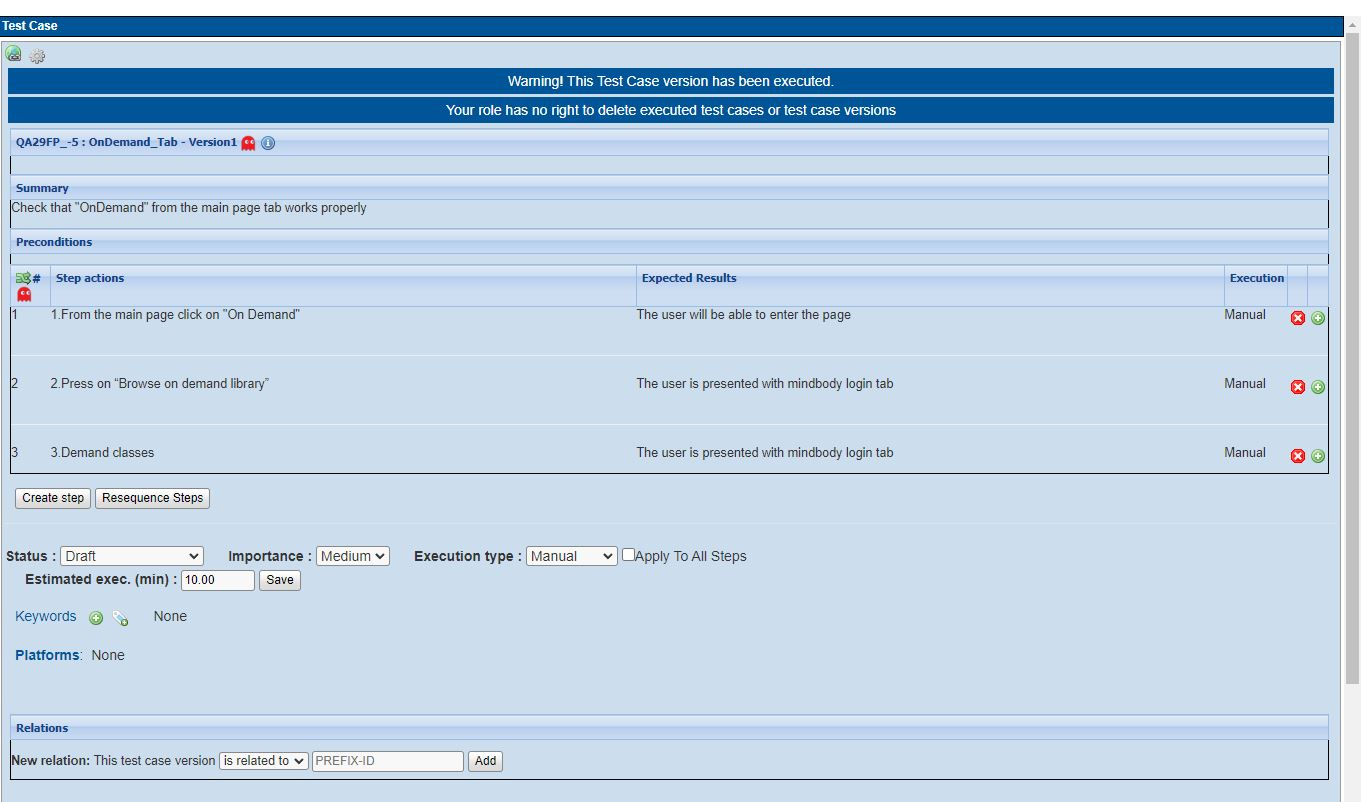 Test Case
Warning! This Test Case version has been executed.
Your role has no right to delete executed test cases or test case versions
QA29FP_-5 : OnDemand_Tab - Version1
Summary
Check that "OnDemand" from the main page tab works properly
Preconditions
# Step actions Expected Results Execution
1 1.From the main page click on "On Demand" The user will be able to enter the page Manual
2 2.Press on “Browse on demand library” The user is presented with mindbody login tab Manual
3 3.Demand classes The user is presented with mindbody login tab Manual
Create step Resequence Steps
Status : Draft Importance : Medium Execution type : Manual Apply To All Steps
Estimated exec. (min) : 10.00 Save
Keywords None
Platforms: None
Relations
New relation: This test case version is related to PREFIX-ID Add